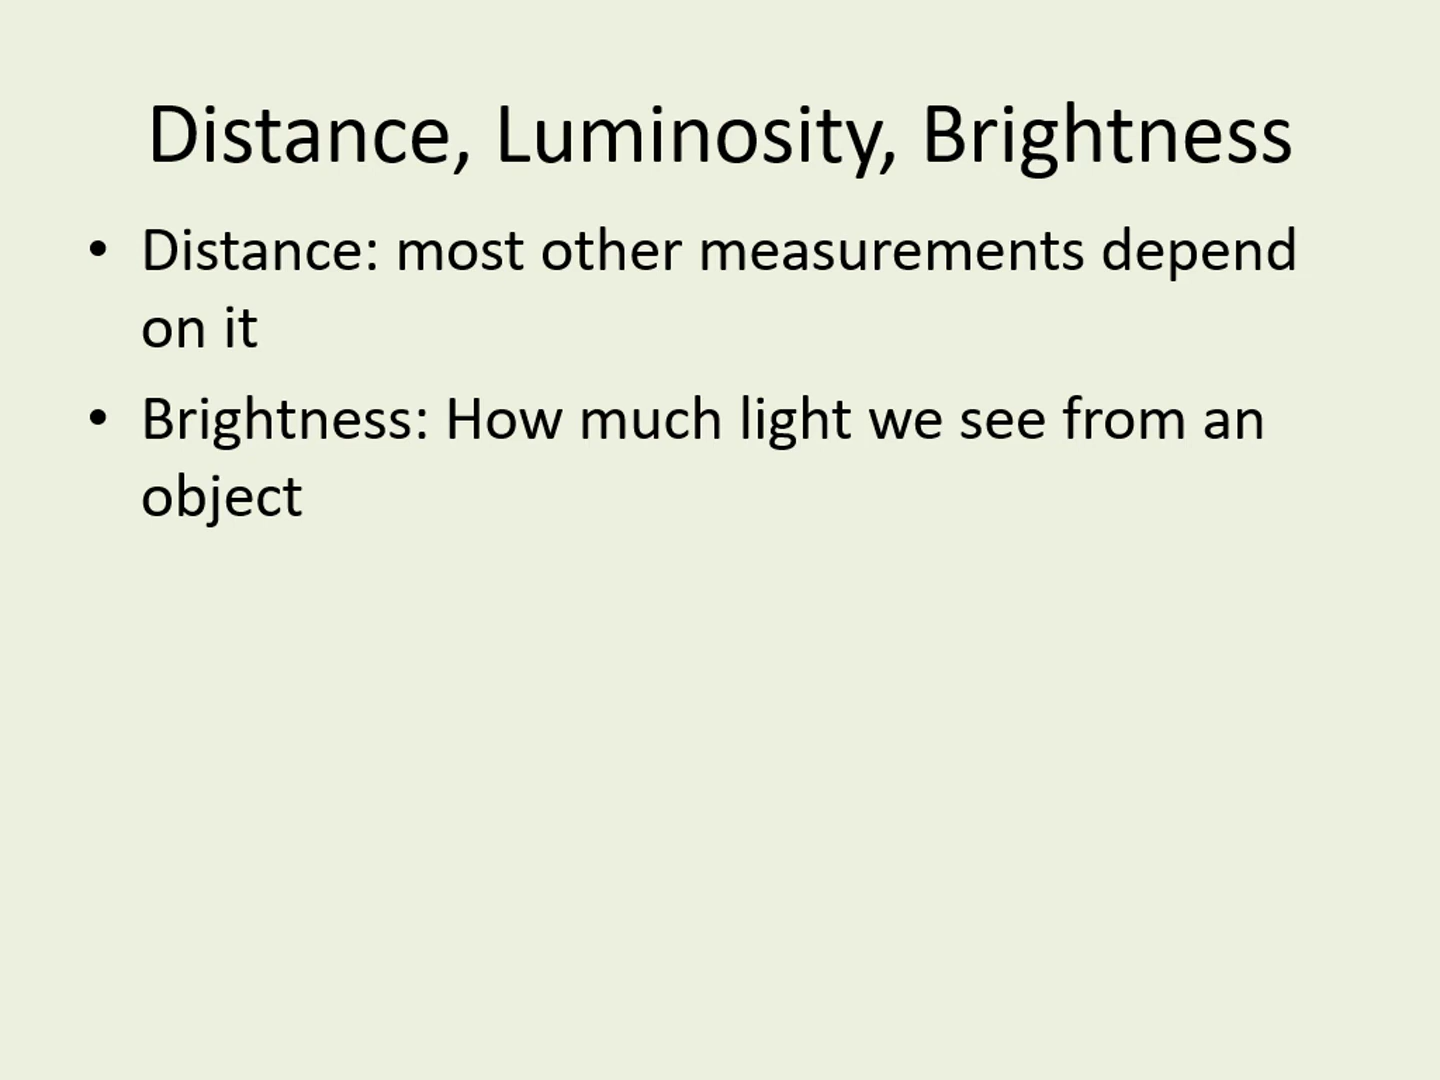 Distance, Luminosity, Brightness
• Distance: most other measurements depend
on it
• Brightness: How much light we see from an
object